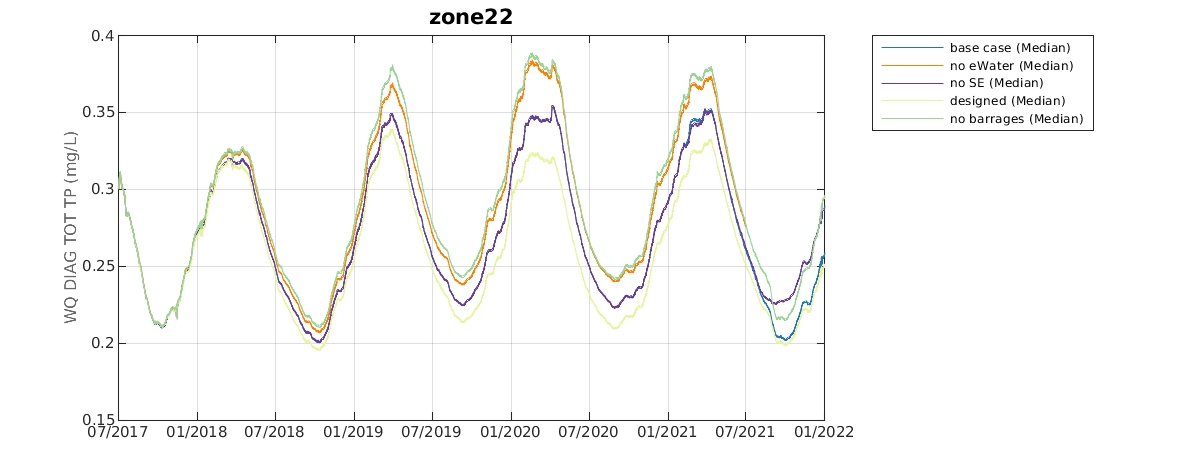 zone22
WQ DIAG TOT TP (mg/L)
0.4
0.35
0.3
0.25
0.2
0.15
07/2017 01/2018 07/2018 01/2019 07/2019 01/2020 07/2020 01/2021 07/2021 01/2022
base case (Median)
no eWater (Median)
no SE (Median)
designed (Median)
no barrages (Median)